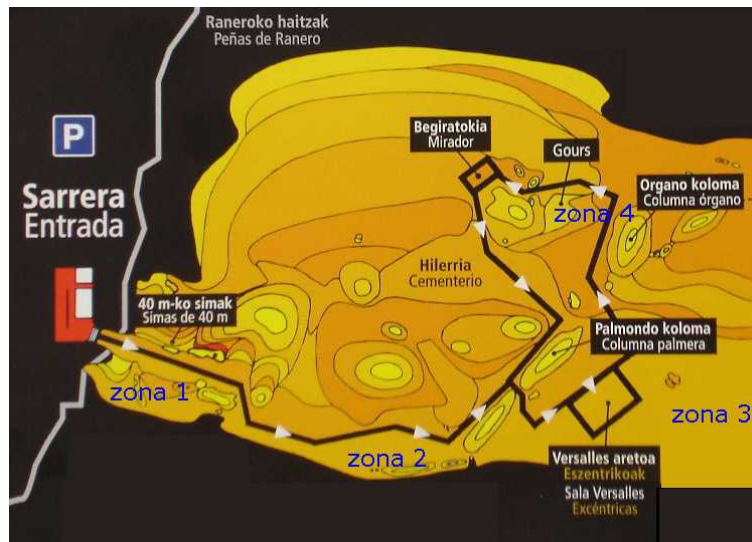 Raneroko haitzak
Peñas de Ranero
P
Sarrera
Entrada
Begiratokia
Mirador
Gours
Organo koloma
Columna órgano
zona 4
Hilerria
Cementerio
40 m-ko simak
Simas de 40 m
Palmondo koloma
Columna palmera
zona 1
zona 2
zona 3
Versalles aretoa
Eszentrikoak
Sala Versalles
Excéntricas